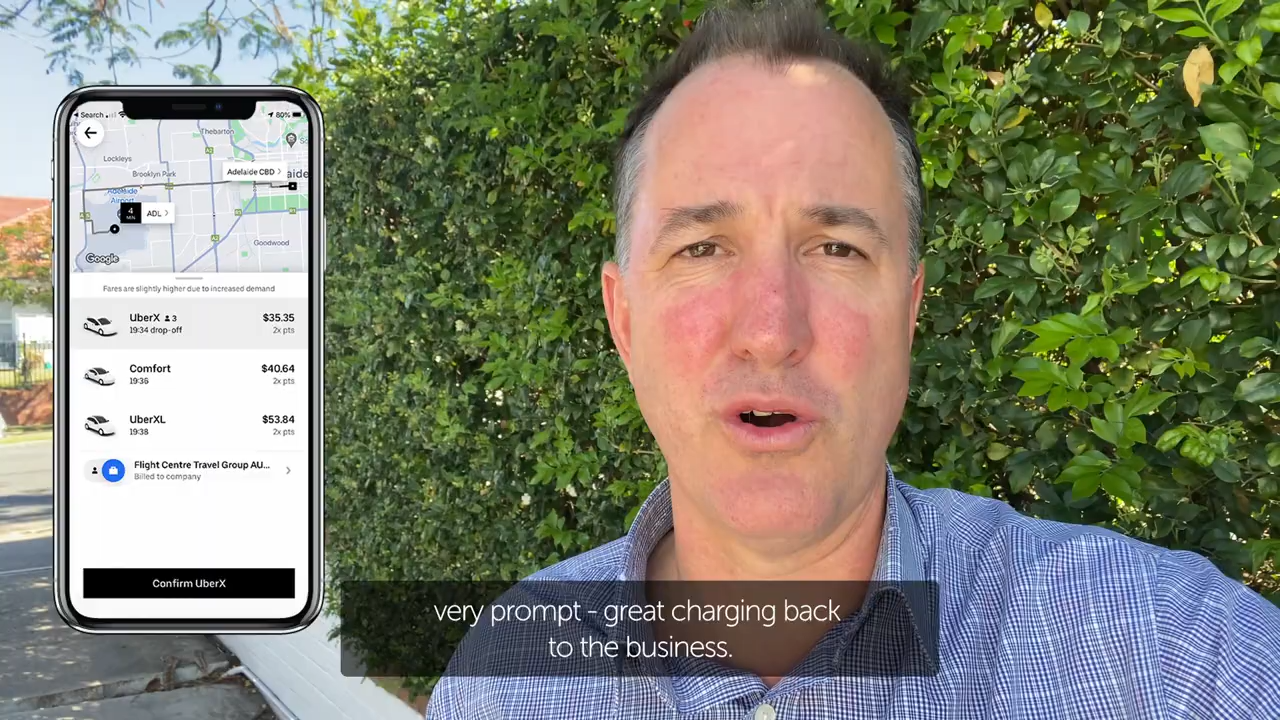 Search
80%
Thebarton
Lockleys
Brooklyn Park
Adelaide CBD
aide
Adelaide
Airport
4
MIN
ADL
Goodwood
Google
Fares are slightly higher due to increased demand
UberX 3
$35.35
19:34 drop-off
2x pts
Comfort
$40.64
19:36
2x pts
UberXL
$53.84
19:38
2x pts
Flight Centre Travel Group AU...
Billed to company
Confirm UberX
very prompt - great charging back
to the business.